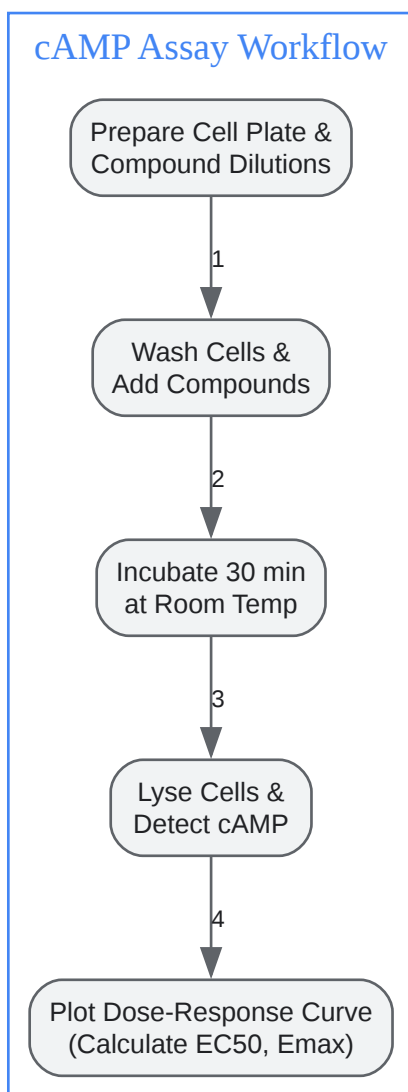 cAMP Assay Workflow
Prepare Cell Plate &
Compound Dilutions
1
Wash Cells &
Add Compounds
2
Incubate 30 min
at Room Temp
3
Lyse Cells &
Detect cAMP
4
Plot Dose-Response Curve
(Calculate EC50, Emax)